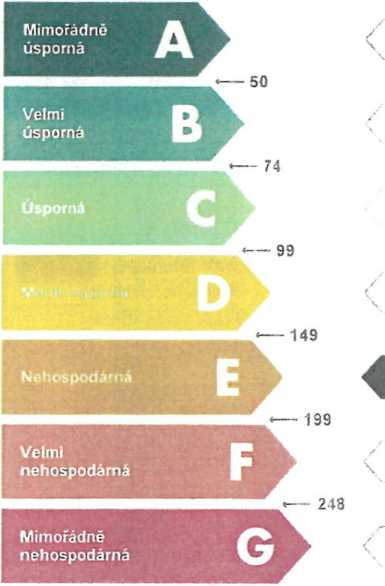 Mimořádně
úsporná
A
50
Velmi
úsporná
B
74
Úsporná
C
99
D
149
Nehospodárná
E
199
Velmi
nehospodárná
F
248
Mimořádně
nehospodárná
G